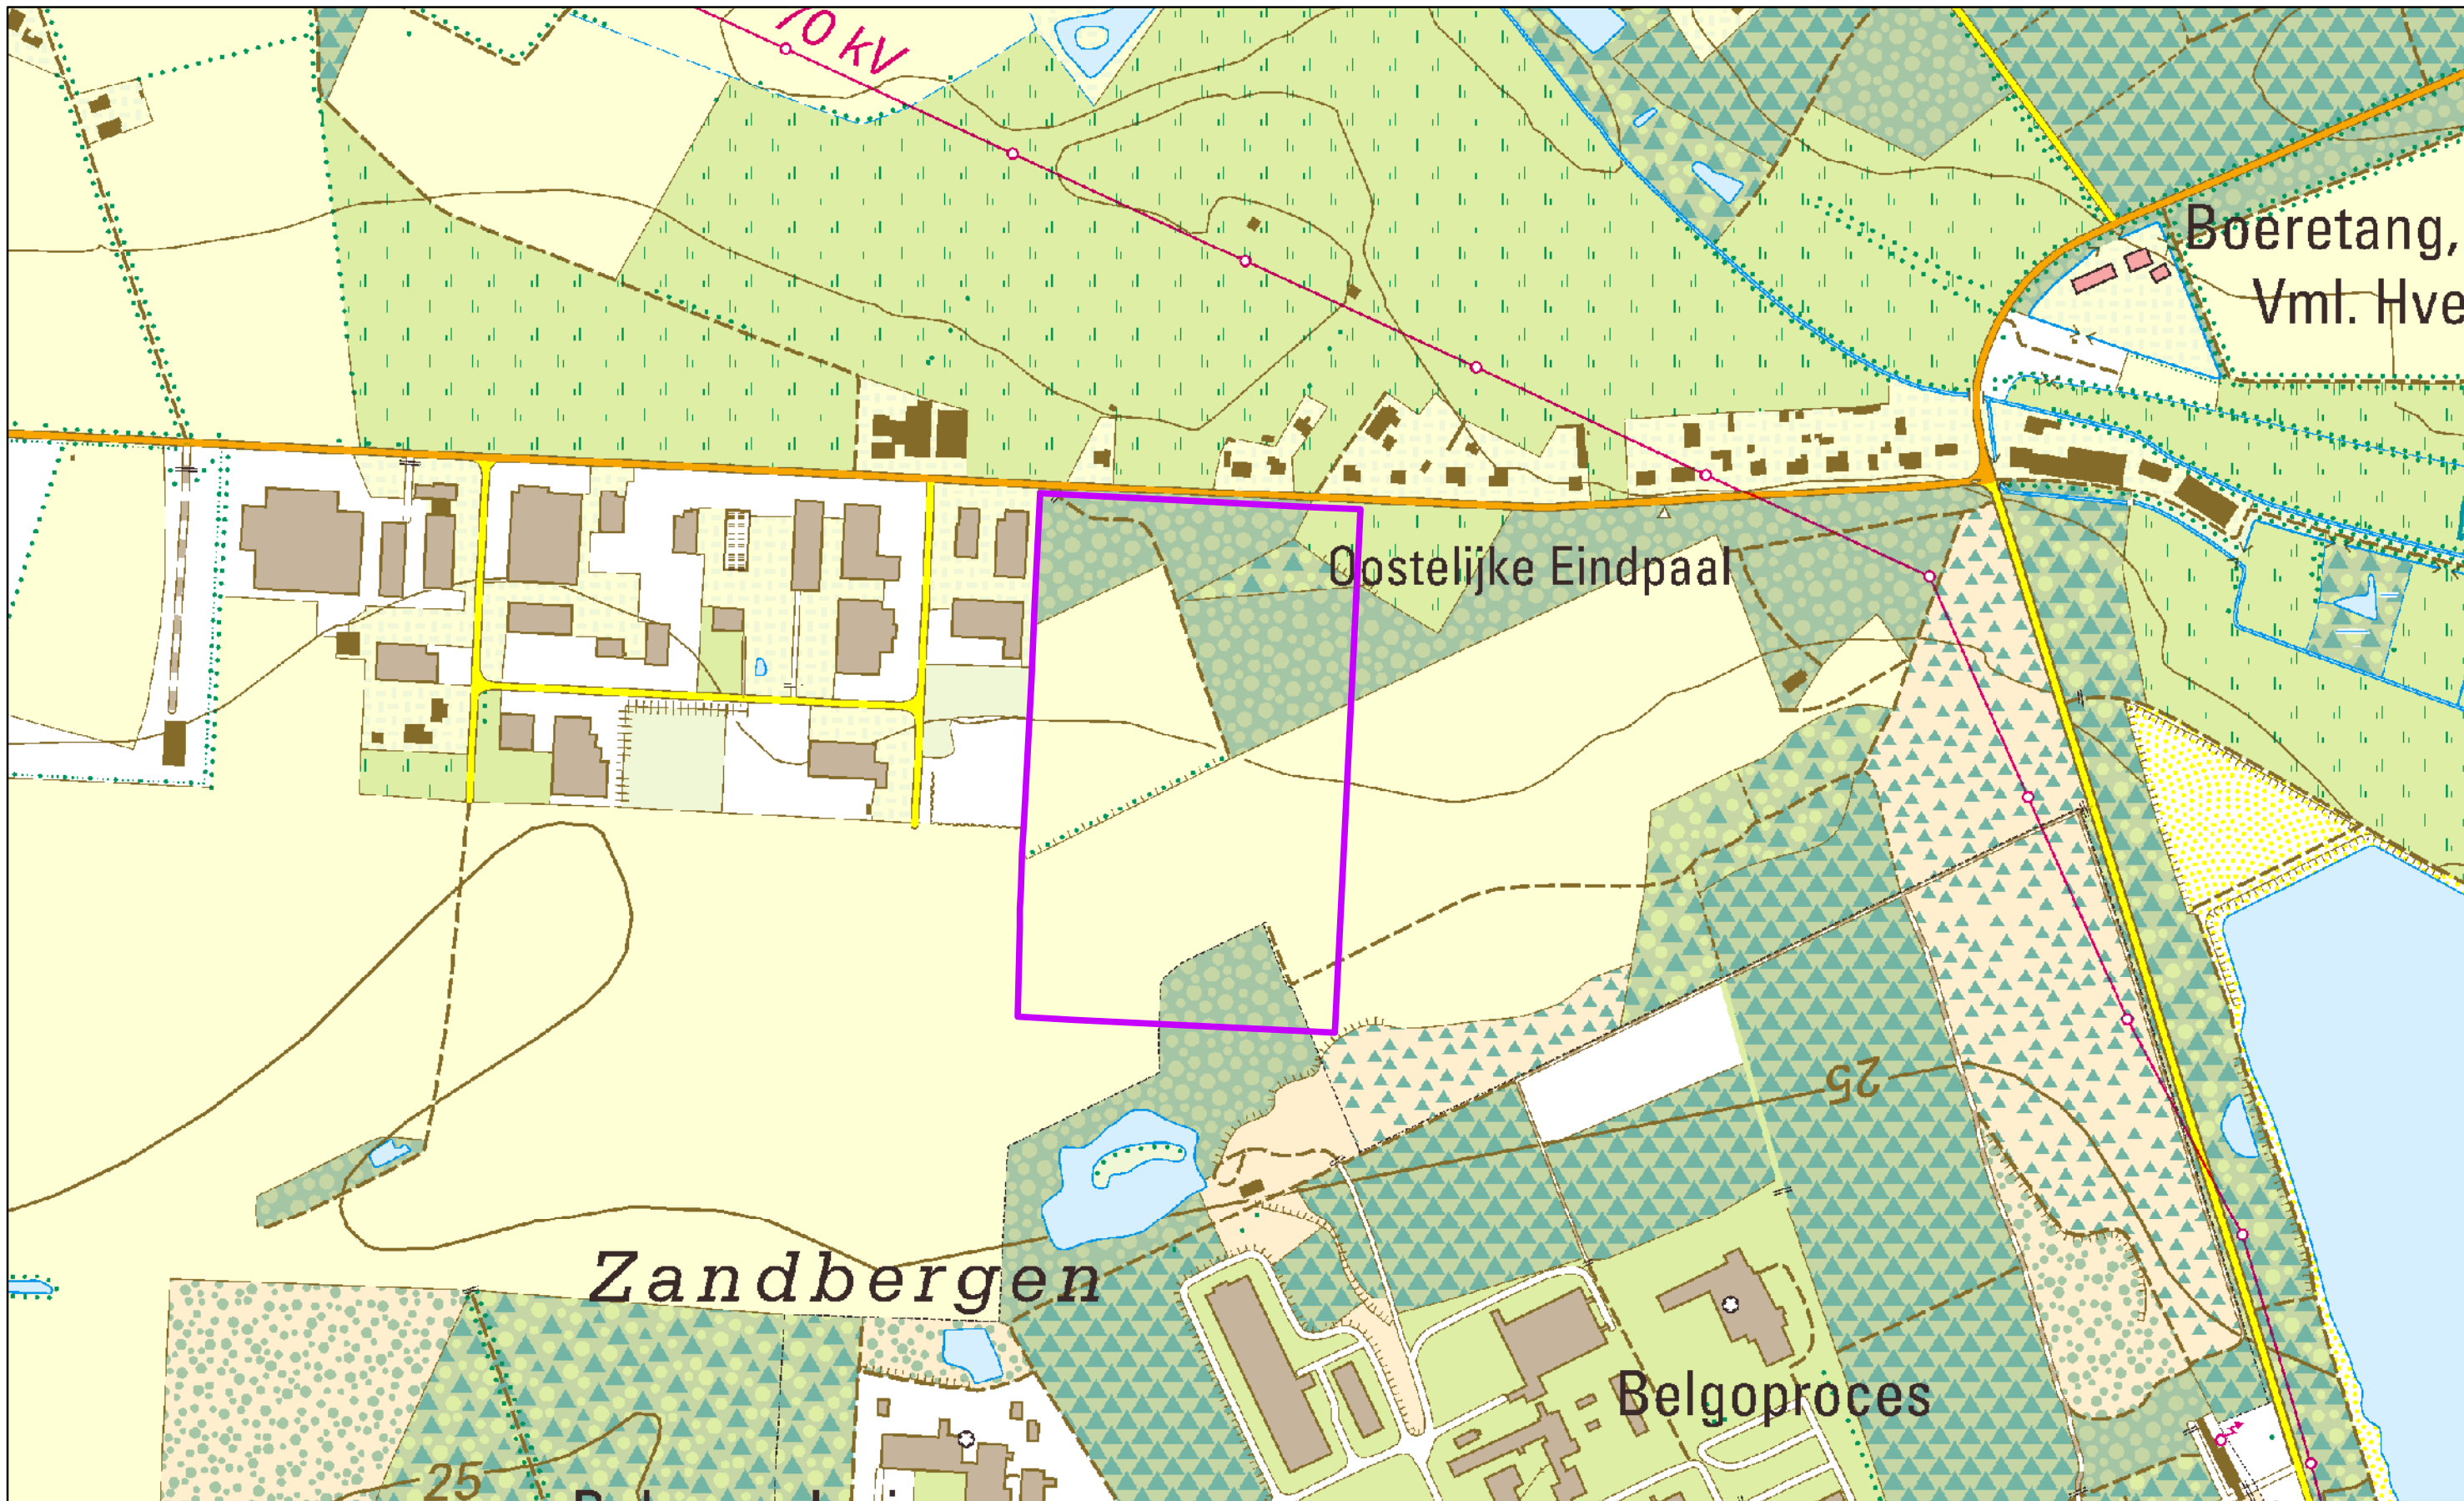 70 kV
Boeretang,
Vml. Hve
Oostelijke Eindpaal
25
Zandbergen
Belgoproces
25